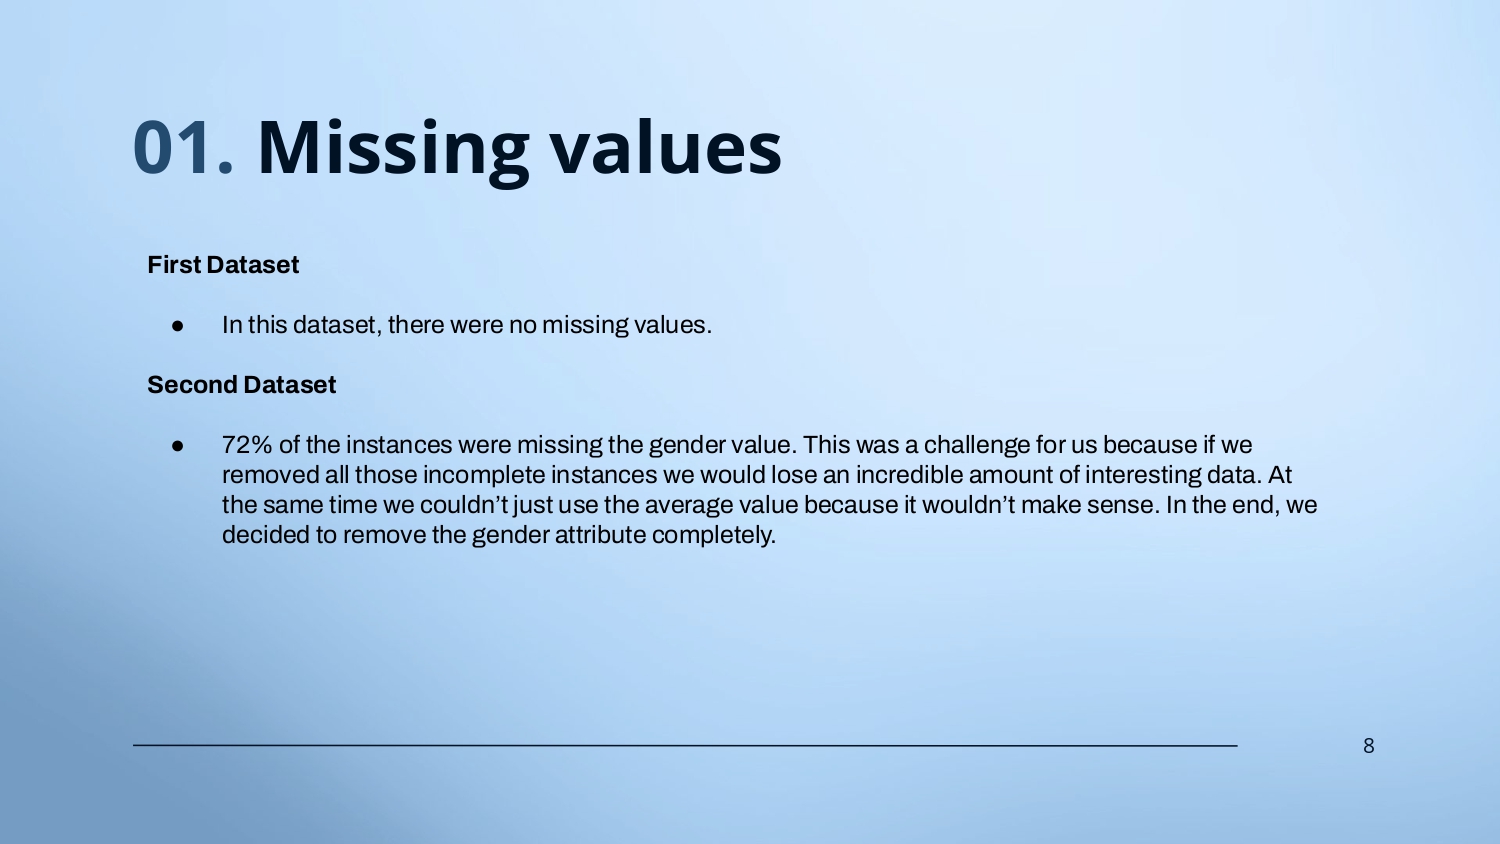 01. Missing values
First Dataset
● In this dataset, there were no missing values.
Second Dataset
● 72% of the instances were missing the gender value. This was a challenge for us because if we
removed all those incomplete instances we would lose an incredible amount of interesting data. At
the same time we couldn’t just use the average value because it wouldn’t make sense. In the end, we
decided to remove the gender attribute completely.
8